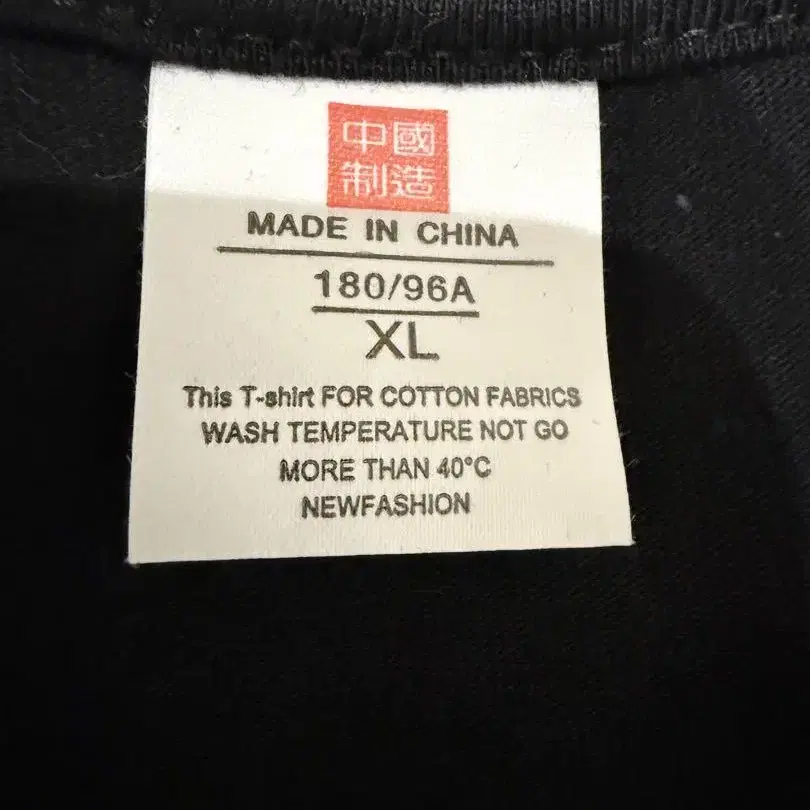 中國
制造
MADE IN CHINA
180/96A
XL
This T-shirt FOR COTTON FABRICS
WASH TEMPERATURE NOT GO
MORE THAN 40°C
NEWFASHION